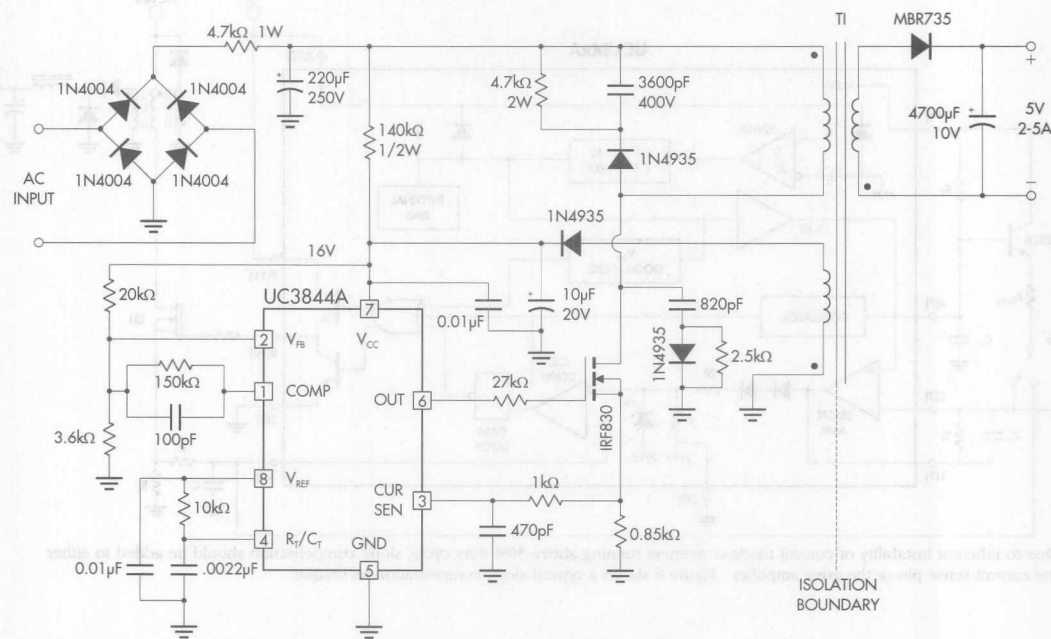 4.7kΩ 1W
TI
MBR735
1N4004
1N4004
1N4004
1N4004
AC
INPUT
220µF
250V
+
4.7kΩ
2W
3600pF
400V
140kΩ
1/2W
1N4935
4700µF
10V
+
+
5V
2-5A
–
1N4935
16V
20kΩ
UC3844A
7
VCC
0.01µF
+
10µF
20V
820pF
1N4935
2.5kΩ
2
VFB
150kΩ
1
COMP
100pF
3.6kΩ
OUT
6
27kΩ
IRF830
8
VREF
10kΩ
CUR
SEN
3
1kΩ
470pF
0.85kΩ
4
RT/CT
GND
5
0.01µF
.0022µF
ISOLATION
BOUNDARY